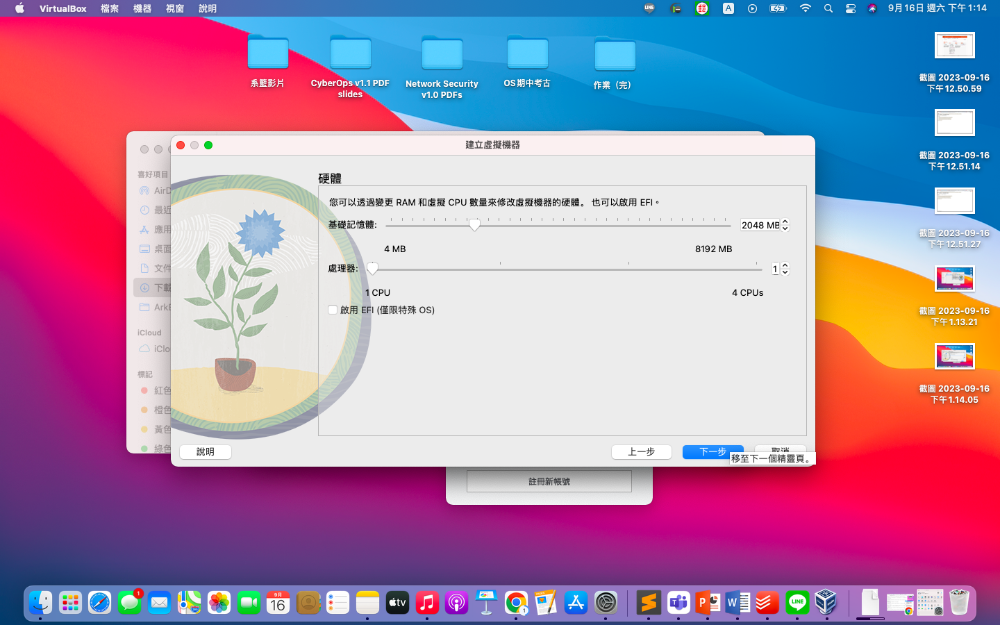 VirtualBox 檔案 機器 視窗 說明
LINE A 9月16日 週六 下午1:14
系籃影片
CyberOps v1.1 PDF
slides
Network Security
v1.0 PDFs
OS期中考古
作業（完）
截圖 2023-09-16
下午12.50.59
截圖 2023-09-16
下午12.51.14
截圖 2023-09-16
下午12.51.27
截圖 2023-09-16
下午1.13.21
截圖 2023-09-16
下午1.14.05
喜好項目
AirD
最近
應用
桌面
文件
下載
iCloud
iClou
標記
紅色
橙色
黃色
綠色
建立虛擬機器
硬體
您可以透過變更 RAM 和虛擬 CPU 數量來修改虛擬機器的硬體。 也可以啟用 EFI。
基礎記憶體:
2048 MB
4 MB
8192 MB
處理器:
1
1 CPU
4 CPUs
啟用 EFI (僅限特殊 OS)
說明
上一步
下一步
取消
移至下一個精靈頁。
註冊新帳號
1
9月
16
tv
1
P
W
LINE